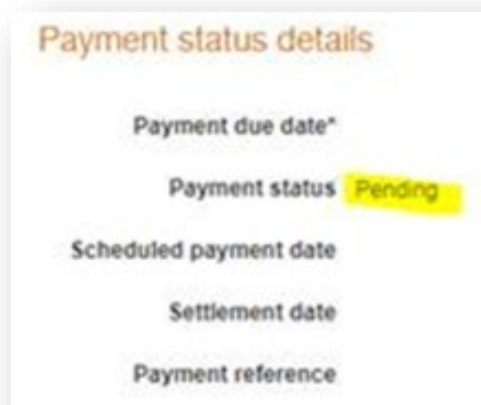 Payment status details
Payment due date*
Payment status Pending
Scheduled payment date
Settlement date
Payment reference